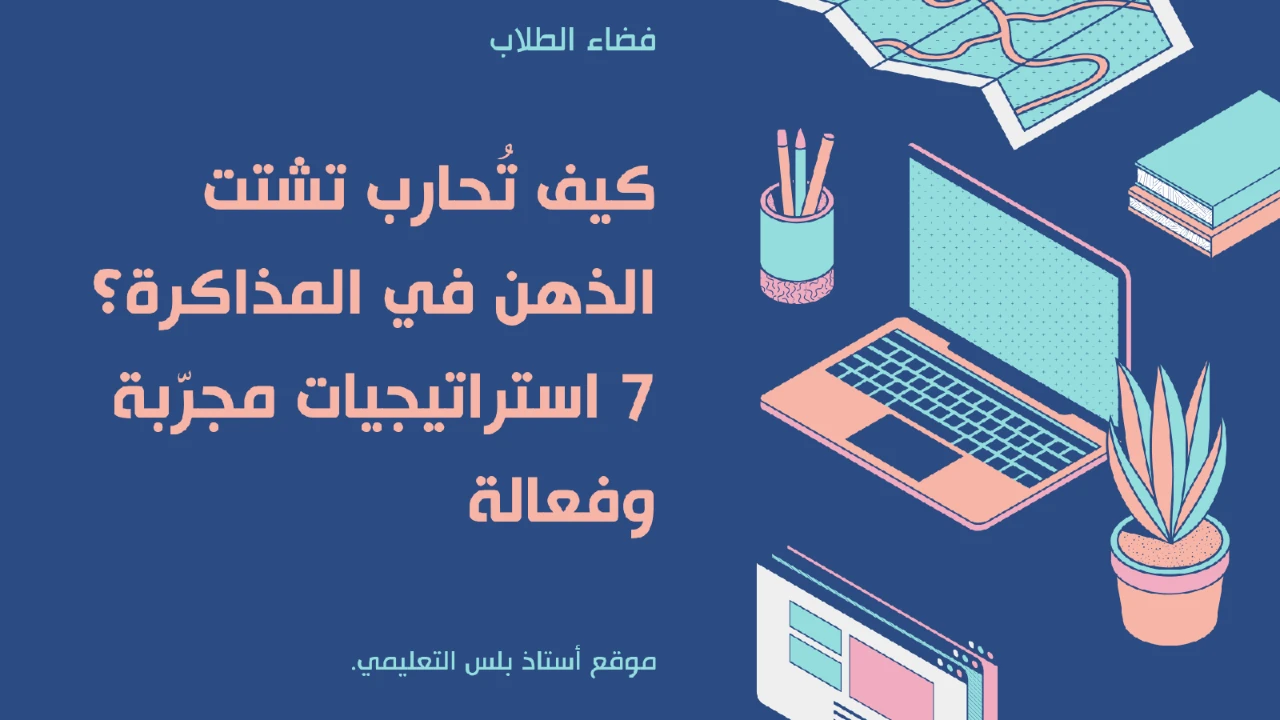 فضاء الطلاب
كيف تُحارب تشتت
الذهن في المذاكرة؟
7 استراتيجيات مجرّبة
وفعالة
موقع أستاذ بلس التعليمي.